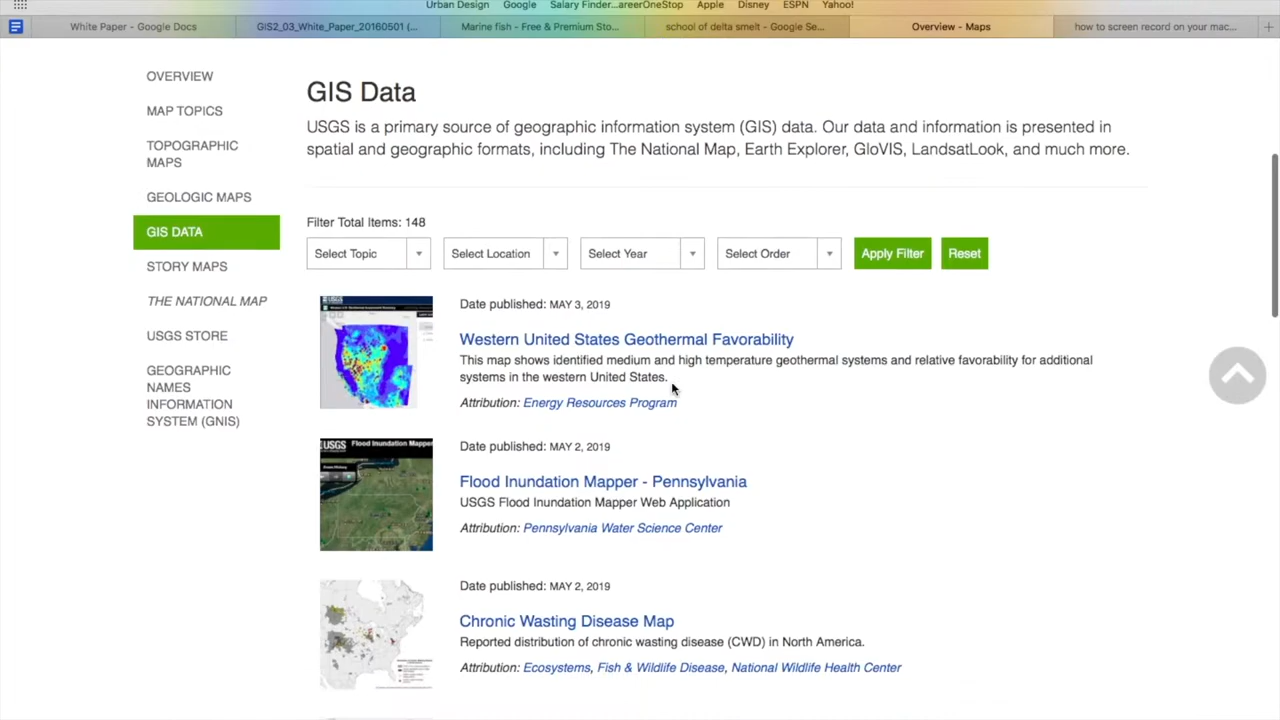 Urban Design Google Salary Finder...areerOneStop Apple Disney ESPN Yahoo!
White Paper - Google Docs GIS2_03_White_Paper_20160501 (... Marine fish - Free & Premium Sto... school of delta smelt - Google Se... Overview - Maps how to screen record on your mac... +
OVERVIEW
MAP TOPICS
TOPOGRAPHIC
MAPS
GEOLOGIC MAPS
GIS DATA
STORY MAPS
THE NATIONAL MAP
USGS STORE
GEOGRAPHIC
NAMES
INFORMATION
SYSTEM (GNIS)
GIS Data
USGS is a primary source of geographic information system (GIS) data. Our data and information is presented in
spatial and geographic formats, including The National Map, Earth Explorer, GloVIS, LandsatLook, and much more.
Filter Total Items: 148
Select Topic Select Location Select Year Select Order Apply Filter Reset
Date published: MAY 3, 2019
Western United States Geothermal Favorability
This map shows identified medium and high temperature geothermal systems and relative favorability for additional
systems in the western United States.
Attribution: Energy Resources Program
USGS Flood Inundation Mapper
Date published: MAY 2, 2019
Flood Inundation Mapper - Pennsylvania
USGS Flood Inundation Mapper Web Application
Attribution: Pennsylvania Water Science Center
Date published: MAY 2, 2019
Chronic Wasting Disease Map
Reported distribution of chronic wasting disease (CWD) in North America.
Attribution: Ecosystems, Fish & Wildlife Disease, National Wildlife Health Center